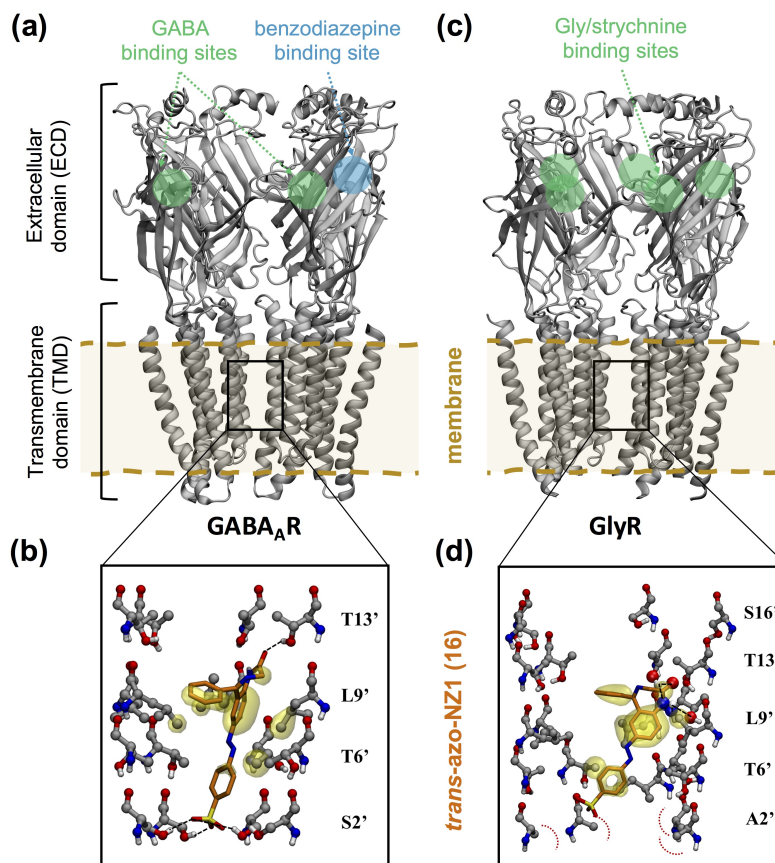 (a)
GABA
binding sites
benzodiazepine
binding site
(c)
Gly/strychnine
binding sites
Extracellular
domain (ECD)
Transmembrane
domain (TMD)
membrane
GABAAR
GlyR
(b)
T13'
L9'
T6'
S2'
trans-azo-NZ1 (16)
(d)
S16'
T13
L9'
T6'
A2'